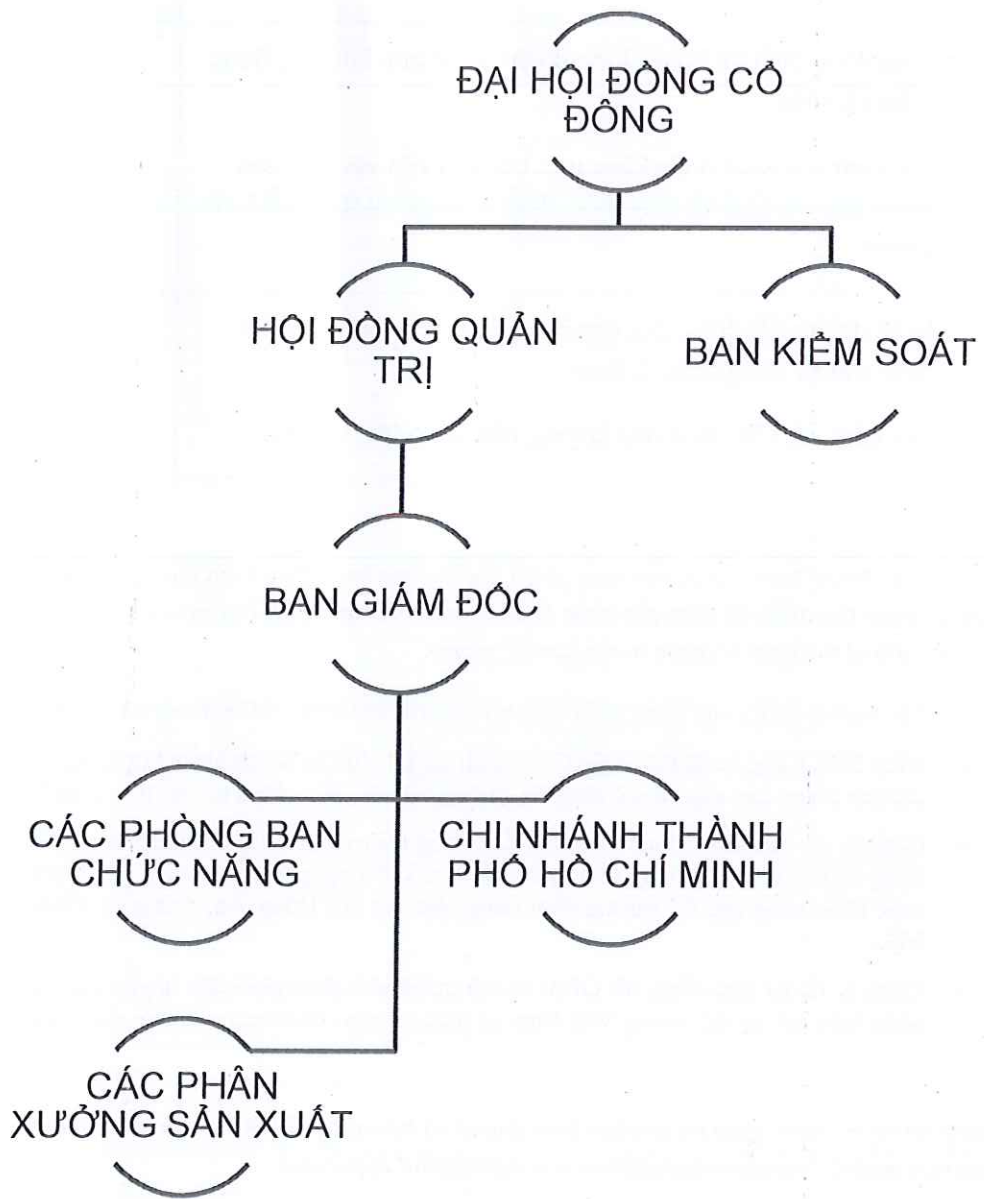 ĐẠI HỘI ĐỒNG CỔ
ĐÔNG
HỘI ĐỒNG QUẢN
TRỊ
BAN KIỂM SOÁT
BAN GIÁM ĐỐC
CÁC PHÒNG BAN
CHỨC NĂNG
CHI NHÁNH THÀNH
PHỐ HỒ CHÍ MINH
CÁC PHÂN
XƯỞNG SẢN XUẤT